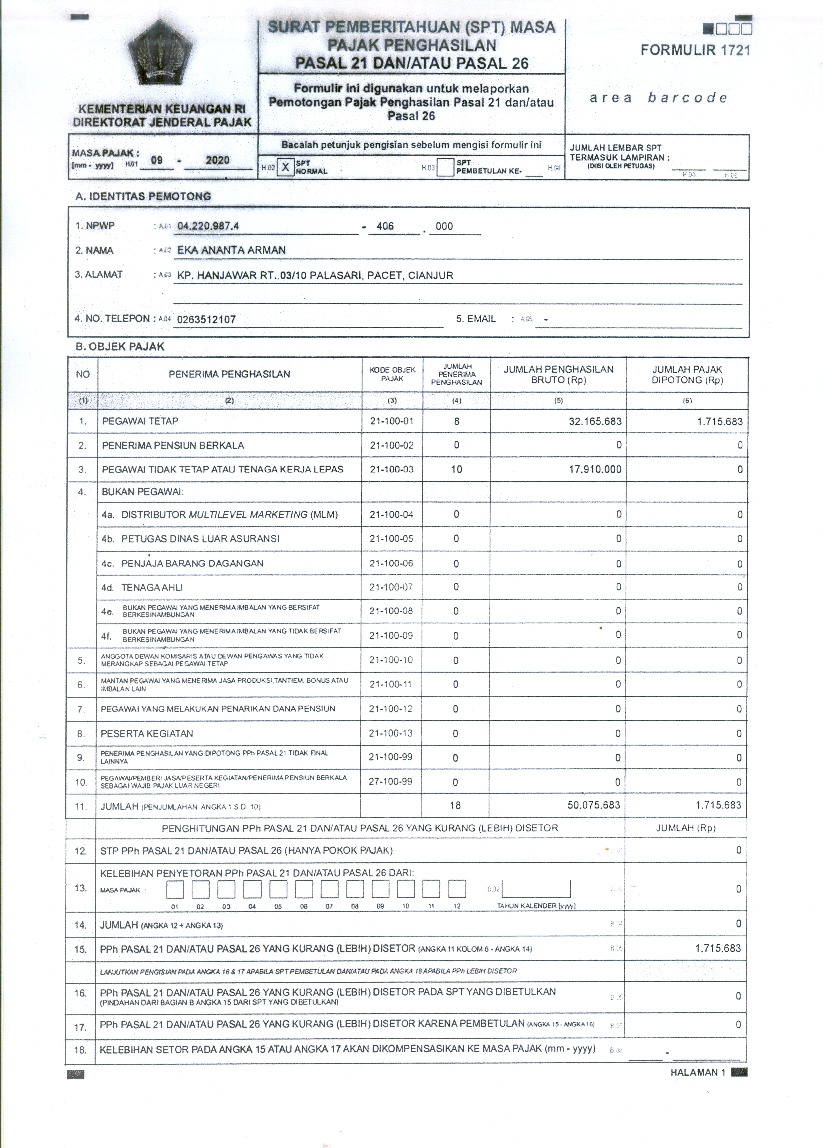 SURAT PEMBERITAHUAN (SPT) MASA
PAJAK PENGHASILAN
PASAL 21 DAN/ATAU PASAL 26
FORMULIR 1721
Formulir ini digunakan untuk melaporkan
Pemotongan Pajak Penghasilan Pasal 21 dan/atau
Pasal 26
area barcode
KEMENTERIAN KEUANGAN RI
DIREKTORAT JENDERAL PAJAK
Bacalah petunjuk pengisian sebelum mengisi formulir ini
MASA PAJAK :
[mm - yyyy] H.01 09 - 2020
H.02 X SPT NORMAL
H.03 SPT PEMBETULAN KE- H.04
JUMLAH LEMBAR SPT
TERMASUK LAMPIRAN :
(DIISI OLEH PETUGAS)
H.05
A. IDENTITAS PEMOTONG
1. NPWP : A.01 04.220.987.4 - 406 . 000
2. NAMA : A.02 EKA ANANTA ARMAN
3. ALAMAT : A.03 KP. HANJAWAR RT..03/10 PALASARI, PACET, CIANJUR
4. NO. TELEPON : A.04 0263512107 5. EMAIL : A.05 -
B. OBJEK PAJAK
NO PENERIMA PENGHASILAN KODE OBJEK PAJAK JUMLAH PENERIMA PENGHASILAN JUMLAH PENGHASILAN BRUTO (Rp) JUMLAH PAJAK DIPOTONG (Rp)
(1) (2) (3) (4) (5) (6)
1. PEGAWAI TETAP 21-100-01 8 32.165.683 1.715.683
2. PENERIMA PENSIUN BERKALA 21-100-02 0 0 0
3. PEGAWAI TIDAK TETAP ATAU TENAGA KERJA LEPAS 21-100-03 10 17.910.000 0
4. BUKAN PEGAWAI:
4a. DISTRIBUTOR MULTILEVEL MARKETING (MLM) 21-100-04 0 0 0
4b. PETUGAS DINAS LUAR ASURANSI 21-100-05 0 0 0
4c. PENJAJA BARANG DAGANGAN 21-100-06 0 0 0
4d. TENAGA AHLI 21-100-07 0 0 0
4e. BUKAN PEGAWAI YANG MENERIMA IMBALAN YANG BERSIFAT BERKESINAMBUNGAN 21-100-08 0 0 0
4f. BUKAN PEGAWAI YANG MENERIMA IMBALAN YANG TIDAK BERSIFAT BERKESINAMBUNGAN 21-100-09 0 0 0
5. ANGGOTA DEWAN KOMISARIS ATAU DEWAN PENGAWAS YANG TIDAK MERANGKAP SEBAGAI PEGAWAI TETAP 21-100-10 0 0 0
6. MANTAN PEGAWAI YANG MENERIMA JASA PRODUKSI, TANTIEM, BONUS ATAU IMBALAN LAIN 21-100-11 0 0 0
7. PEGAWAI YANG MELAKUKAN PENARIKAN DANA PENSIUN 21-100-12 0 0 0
8. PESERTA KEGIATAN 21-100-13 0 0 0
9. PENERIMA PENGHASILAN YANG DIPOTONG PPh PASAL 21 TIDAK FINAL LAINNYA 21-100-99 0 0 0
10. PEGAWAI/PEMBERI JASA/PESERTA KEGIATAN/PENERIMA PENSIUN BERKALA SEBAGAI WAJIB PAJAK LUAR NEGERI 27-100-99 0 0 0
11. JUMLAH (PENJUMLAHAN ANGKA 1 S.D. 10) 18 50.075.683 1.715.683
PENGHITUNGAN PPh PASAL 21 DAN/ATAU PASAL 26 YANG KURANG (LEBIH) DISETOR JUMLAH (Rp)
12. STP PPh PASAL 21 DAN/ATAU PASAL 26 (HANYA POKOK PAJAK) 0
13. KELEBIHAN PENYETORAN PPh PASAL 21 DAN/ATAU PASAL 26 DARI:
MASA PAJAK : B.02 0
01 02 03 04 05 06 07 08 09 10 11 12 TAHUN KALENDER [yyyy]
14. JUMLAH (ANGKA 12 + ANGKA 13) 0
15. PPh PASAL 21 DAN/ATAU PASAL 26 YANG KURANG (LEBIH) DISETOR (ANGKA 11 KOLOM 6 - ANGKA 14) 1.715.683
LANJUTKAN PENGISIAN PADA ANGKA 16 & 17 APABILA SPT PEMBETULAN DAN/ATAU PADA ANGKA 18 APABILA PPh LEBIH DISETOR
16. PPh PASAL 21 DAN/ATAU PASAL 26 YANG KURANG (LEBIH) DISETOR PADA SPT YANG DIBETULKAN
(PINDAHAN DARI BAGIAN B ANGKA 15 DARI SPT YANG DIBETULKAN) 0
17. PPh PASAL 21 DAN/ATAU PASAL 26 YANG KURANG (LEBIH) DISETOR KARENA PEMBETULAN (ANGKA 15 - ANGKA 16) 0
18. KELEBIHAN SETOR PADA ANGKA 15 ATAU ANGKA 17 AKAN DIKOMPENSASIKAN KE MASA PAJAK (mm - yyyy) -
HALAMAN 1